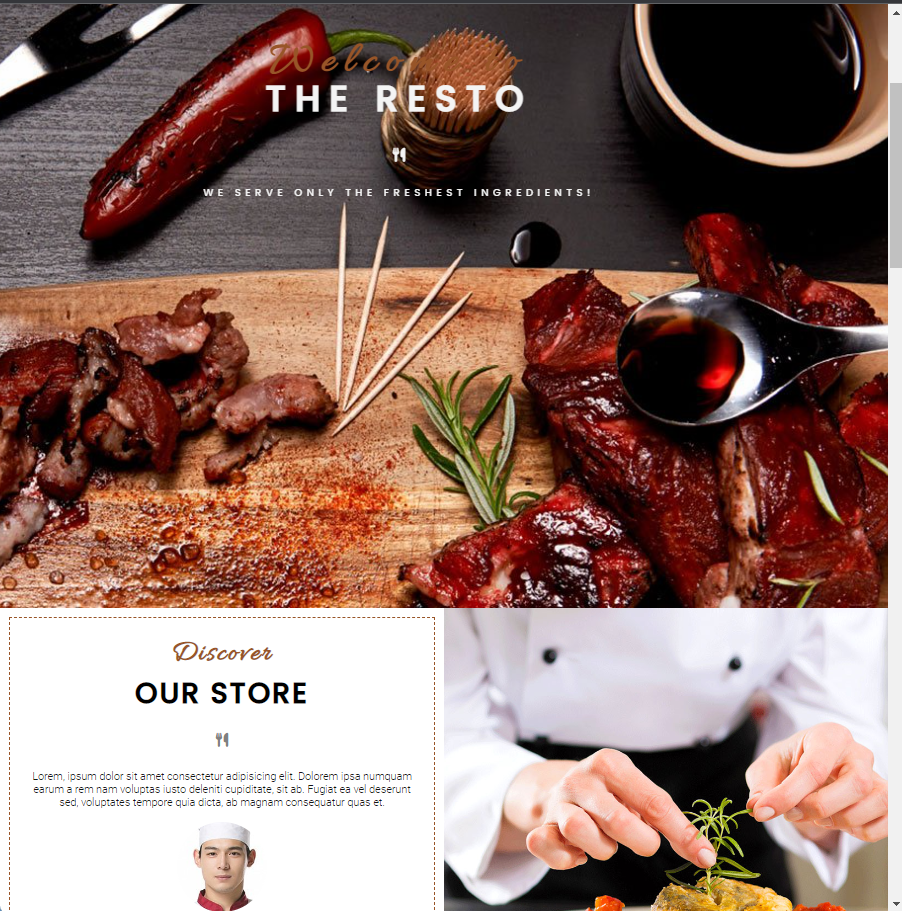 Welcome to
THE RESTO
WE SERVE ONLY THE FRESHEST INGREDIENTS!
Discover
OUR STORE
Lorem, ipsum dolor sit amet consectetur adipisicing elit. Dolorem ipsa numquam
earum a rem nam voluptas iusto deleniti cupiditate, sit ab. Fugiat ea vel deserunt
sed, voluptates tempore quia dicta, ab magnam consequatur quas et.